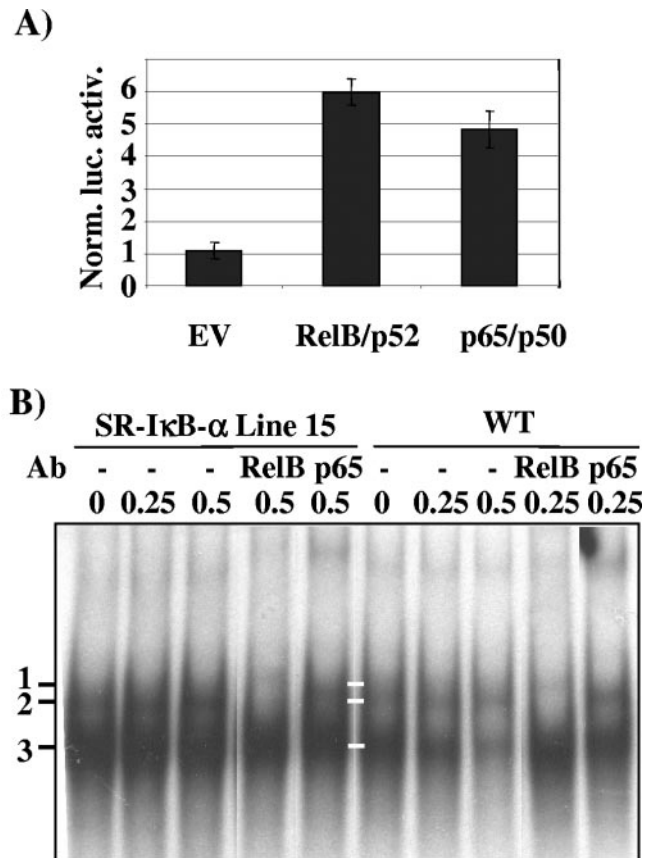 A)
Norm. luc. activ.
6
5
4
3
2
1
0
EV RelB/p52 p65/p50
B)
SR-IκB-α Line 15 WT
Ab - - - RelB p65 - - - RelB p65
0 0.25 0.5 0.5 0.5 0 0.25 0.5 0.25 0.25
1
2
3